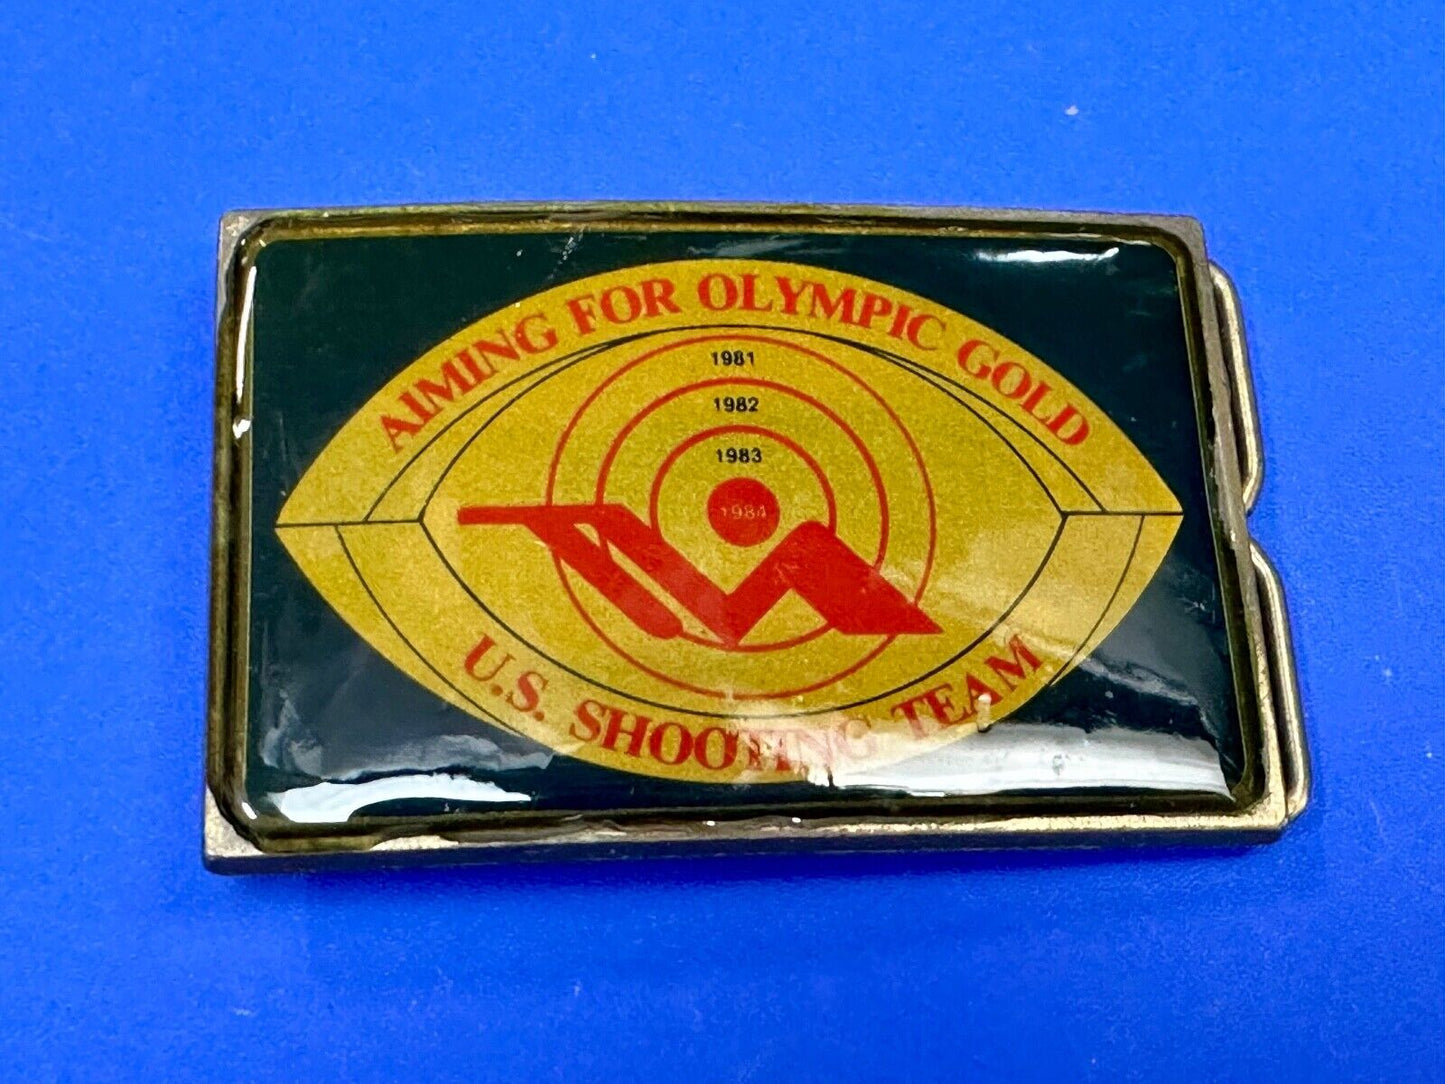 AIMING FOR OLYMPIC GOLD
1981
1982
1983
1984
U.S. SHOOTING TEAM